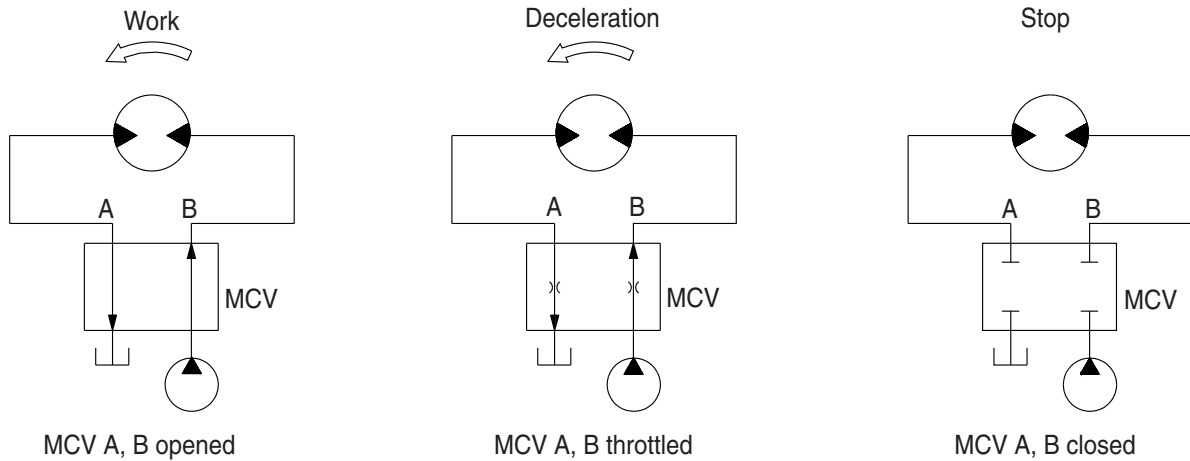 Work
Deceleration
Stop
A B
A B
A B
MCV
MCV
MCV
MCV A, B opened
MCV A, B throttled
MCV A, B closed